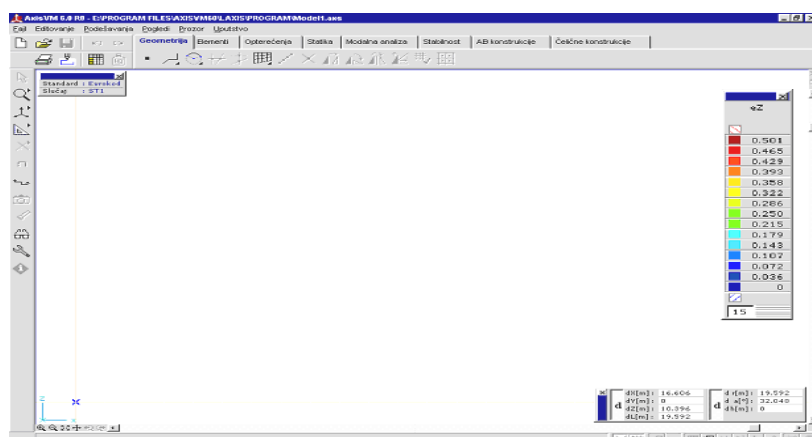 AxisVM 6.0 R0 - E:\PROGRAM FILES\AXISVM60\LAXIS\PROGRAM\Model1.axs
Fajl Editovanje Podešavanja Pogledi Prozor Uputstvo
Geometrija Elementi Opterećenja Statika Modalna analiza Stabilnost AB konstrukcije Čelične konstrukcije
Standard : Eurokod
Slučaj : ST1
eZ
0.501
0.465
0.429
0.393
0.358
0.322
0.286
0.250
0.215
0.179
0.143
0.107
0.072
0.036
0
15
Z
X
d
dX[m]: 16.606
dY[m]: 0
dZ[m]: 10.396
dL[m]: 19.592
d
d r[m]: 19.592
d a[°]: 32.048
dh[m]: 0